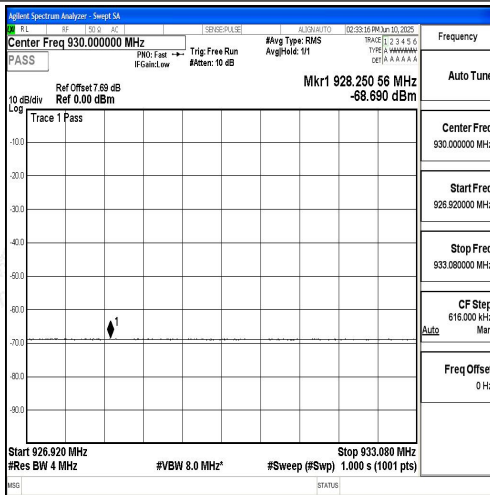 Agilent Spectrum Analyzer - Swept SA
RL RF 50 Ω AC SENSE:PULSE ALIGNAUTO 02:33:16 PM Jun 10, 2025
Center Freq 930.000000 MHz
PASS
PNO: Fast
IFGain:Low
Trig: Free Run
#Atten: 10 dB
#Avg Type: RMS
Avg|Hold: 1/1
TRACE 1 2 3 4 5 6
TYPE A WWWWW
DET A A A A A A
Frequency
Ref Offset 7.69 dB
Ref 0.00 dBm
10 dB/div
Log
Mkr1 928.250 56 MHz
-68.690 dBm
Trace 1 Pass
-10.0
-20.0
-30.0
-40.0
-50.0
-60.0
-70.0
-80.0
-90.0
1
Start 926.920 MHz
#Res BW 4 MHz
#VBW 8.0 MHz*
Stop 933.080 MHz
#Sweep (#Swp) 1.000 s (1001 pts)
MSG
STATUS
Auto Tune
Center Freq
930.000000 MHz
Start Freq
926.920000 MHz
Stop Freq
933.080000 MHz
CF Step
616.000 kHz
Auto Man
Freq Offset
0 Hz